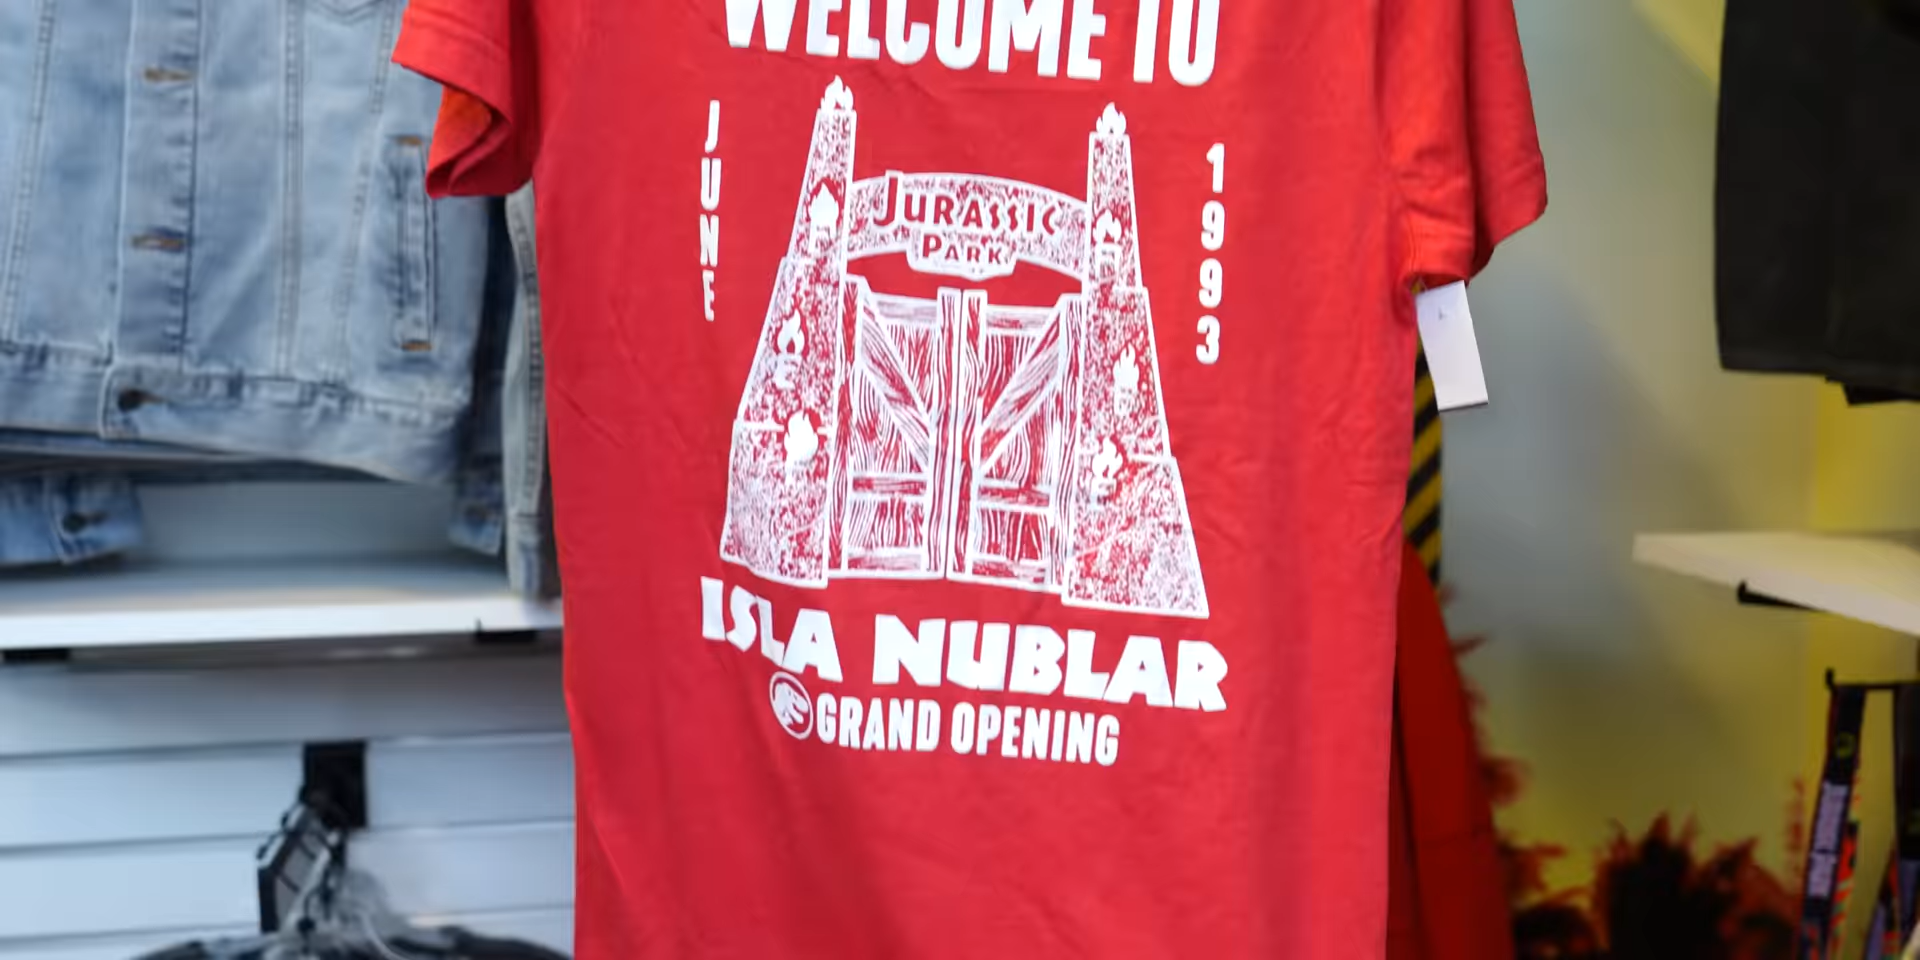 WELCOME TO
JUNE
1993
JURASSIC
PARK
ISLA NUBLAR
GRAND OPENING